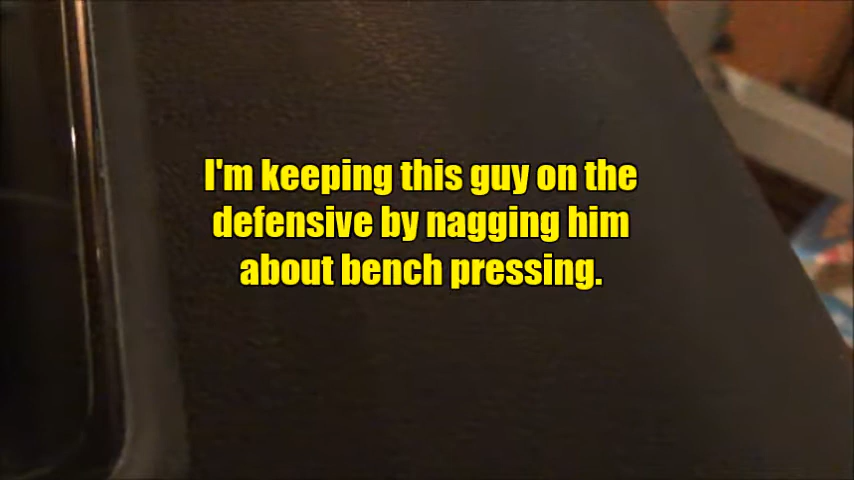 I'm keeping this guy on the
defensive by nagging him
about bench pressing.